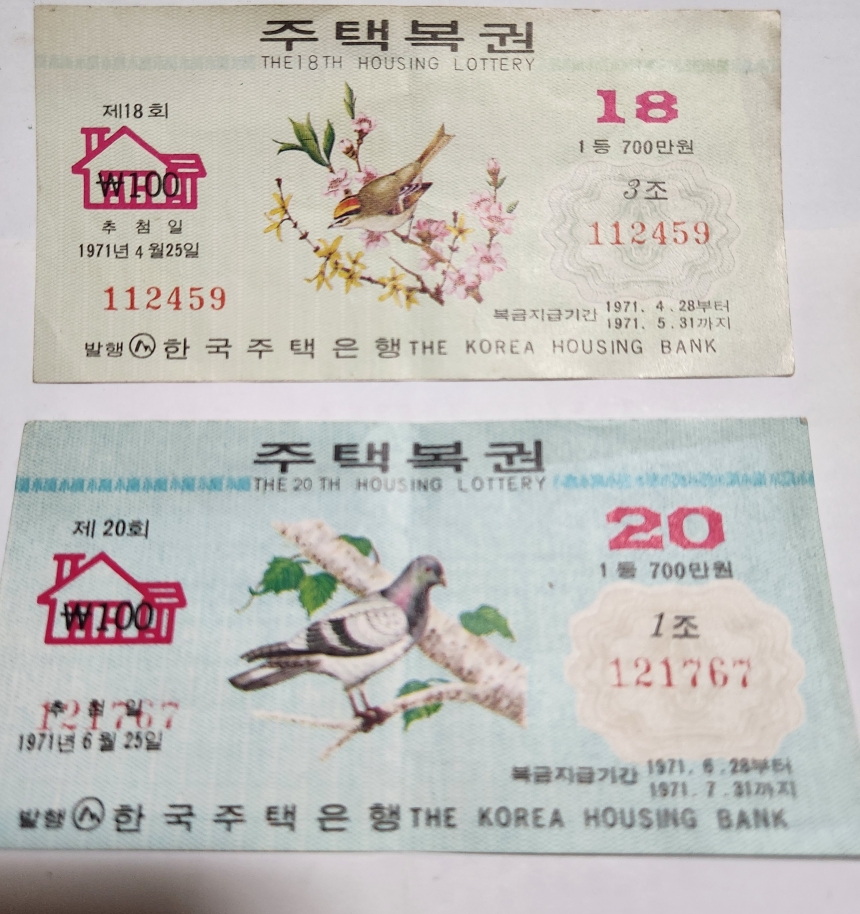 주택복권
THE 18TH HOUSING LOTTERY
제18회
18
1등 700만원
₩100
3조
추 첨 일
1971년 4월25일
112459
112459
복금지급기간 1971. 4.28부터
1971. 5.31까지
발행 한국주택은행 THE KOREA HOUSING BANK
주택복권
THE 20 TH HOUSING LOTTERY
제 20회
20
1등 700만원
₩100
1조
121767
추 첨 일
121767
1971년 6월 25일
복금지급기간 1971. 6.28부터
1971. 7.31까지
발행 한국주택은행 THE KOREA HOUSING BANK